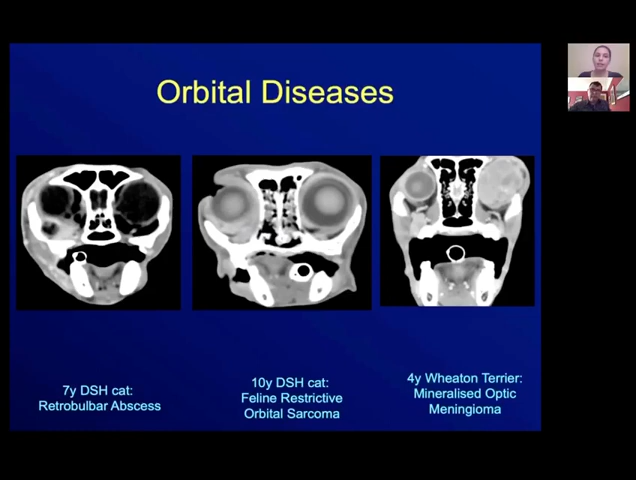 Orbital Diseases
7y DSH cat:
Retrobulbar Abscess
10y DSH cat:
Feline Restrictive
Orbital Sarcoma
4y Wheaton Terrier:
Mineralised Optic
Meningioma